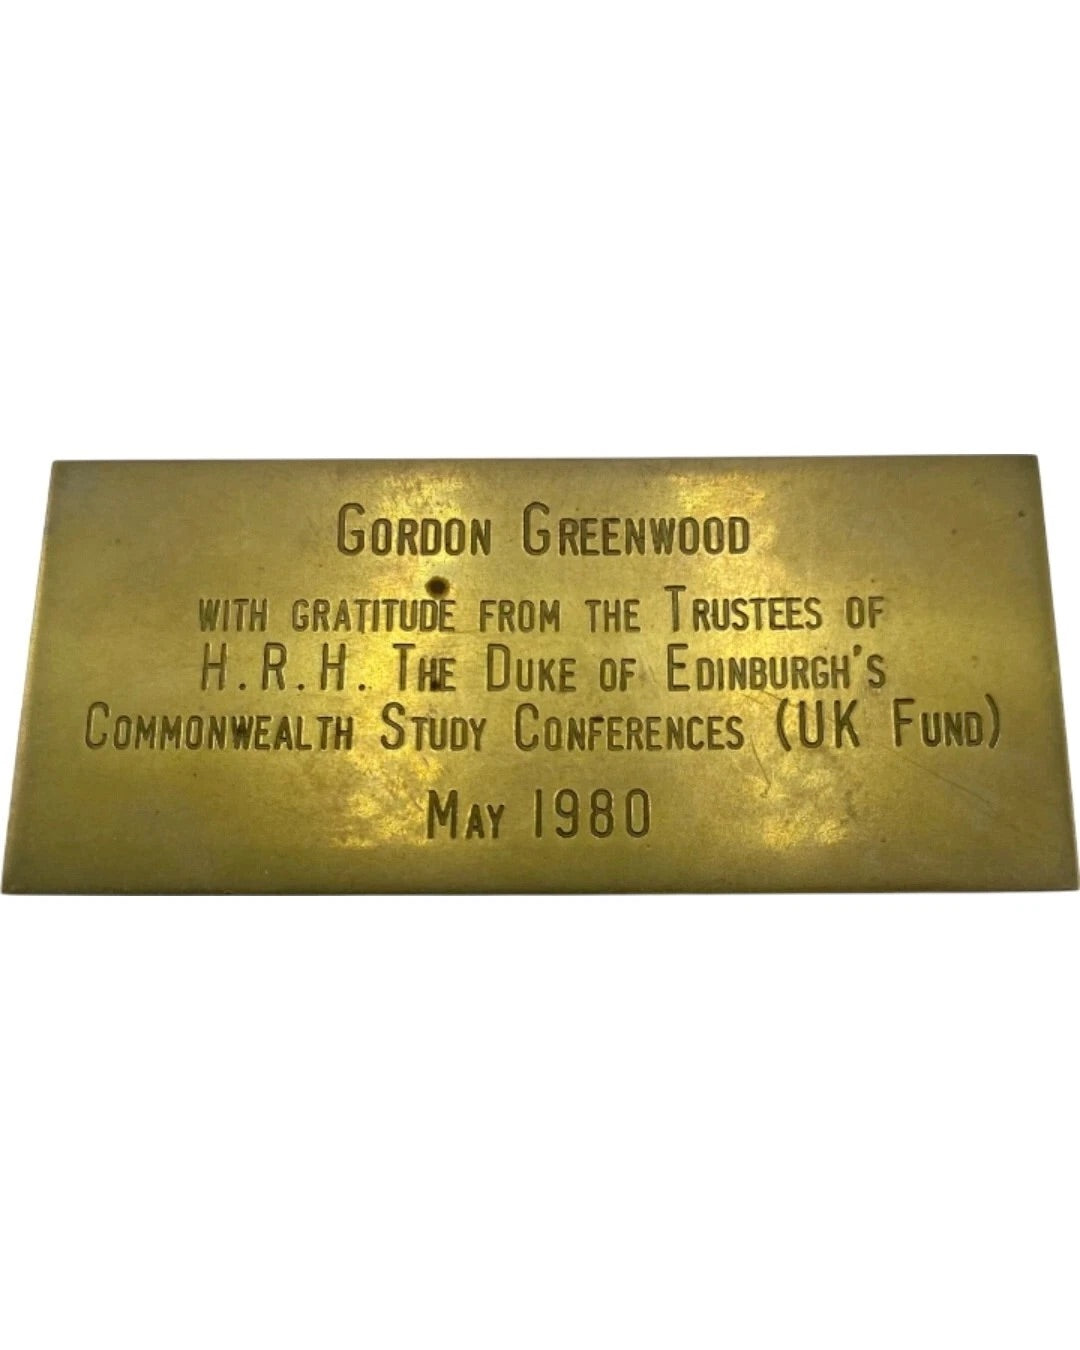 Gordon Greenwood
with gratitude from the Trustees of
H.R.H. The Duke of Edinburgh's
Commonwealth Study Conferences (UK Fund)
May 1980